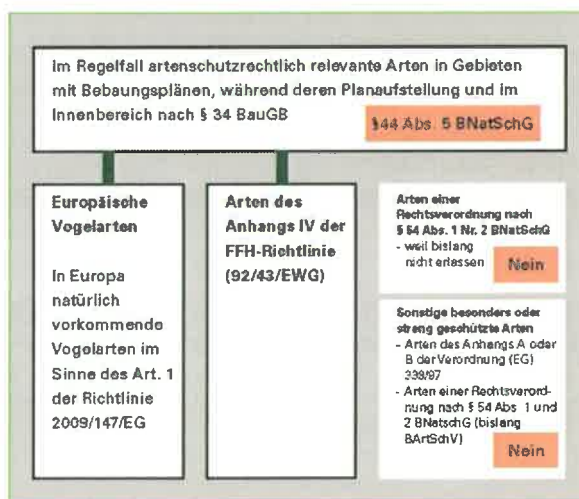 Im Regelfall artenschutzrechtlich relevante Arten in Gebieten
mit Bebaungsplänen, während deren Planaufstellung und im
Innenbereich nach § 34 BauGB
§44 Abs. 5 BNatSchG
Europäische
Vogelarten
In Europa
natürlich
vorkommende
Vogelarten im
Sinne des Art. 1
der Richtlinie
2009/147/EG
Arten des
Anhangs IV der
FFH-Richtlinie
(92/43/EWG)
Arten einer
Rechtsverordnung nach
§ 54 Abs. 1 Nr. 2 BNatSchG
- weil bislang
nicht erlassen
Nein
Sonstige besonders oder
streng geschützte Arten
- Arten des Anhangs A oder
B der Verordnung (EG)
338/97
- Arten einer Rechtsverord-
nung nach § 54 Abs. 1 und
2 BNatschG (bislang
BArtSchV)
Nein